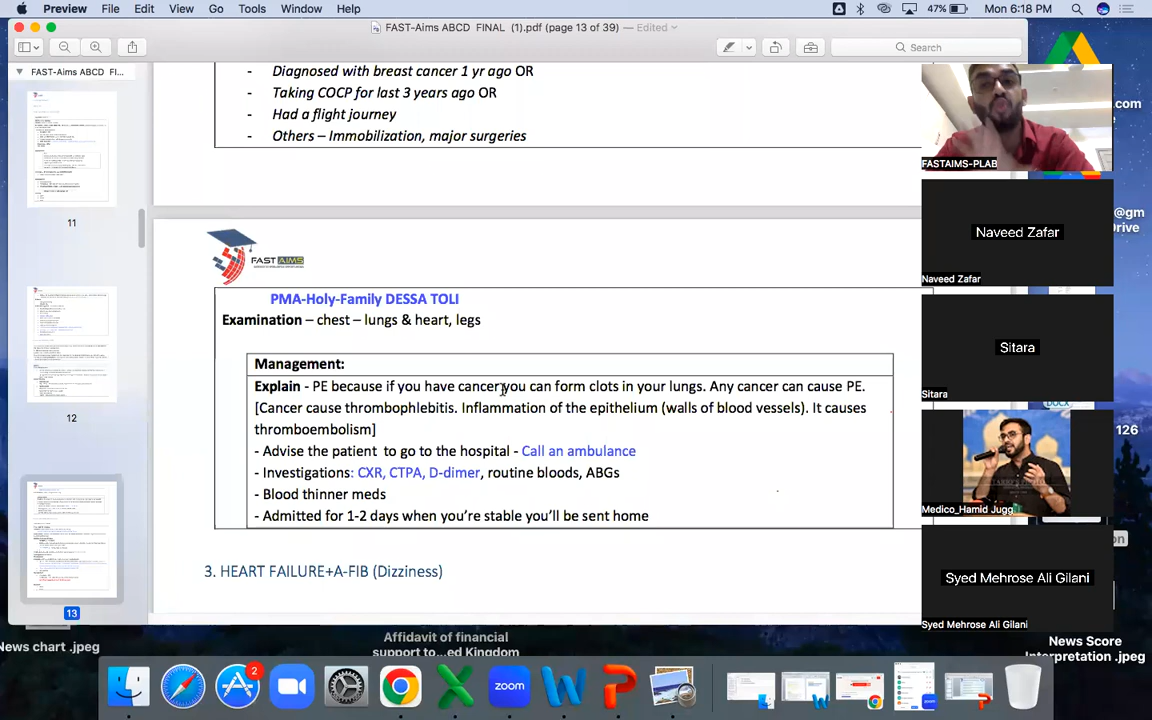 Preview File Edit View Go Tools Window Help
47% Mon 6:18 PM
FAST-Aims ABCD FINAL (1).pdf (page 13 of 39) — Edited
Search
FAST-Aims ABCD FI...
11
12
13
- Diagnosed with breast cancer 1 yr ago OR
- Taking COCP for last 3 years ago OR
- Had a flight journey
- Others – Immobilization, major surgeries
FAST AIMS
PMA-Holy-Family DESSA TOLI
Examination – chest – lungs & heart, legs
Management:
Explain - PE because if you have cancer you can form clots in your lungs. Any cancer can cause PE.
[Cancer cause thrombophlebitis. Inflammation of the epithelium (walls of blood vessels). It causes
thromboembolism]
- Advise the patient to go to the hospital - Call an ambulance
- Investigations: CXR, CTPA, D-dimer, routine bloods, ABGs
- Blood thinner meds
- Admitted for 1-2 days when you're stable you'll be sent home
3. HEART FAILURE+A-FIB (Dizziness)
FASTAIMS-PLAB
Naveed Zafar
Naveed Zafar
Sitara
Sitara
Medico_Hamid Juggi
Syed Mehrose Ali Gilani
Syed Mehrose Ali Gilani
.com
@gm
Drive
DOCX
126
on
News chart .jpeg
Affidavit of financial
support to...ed Kingdom
News Score
Interpretation .jpeg
2
zoom